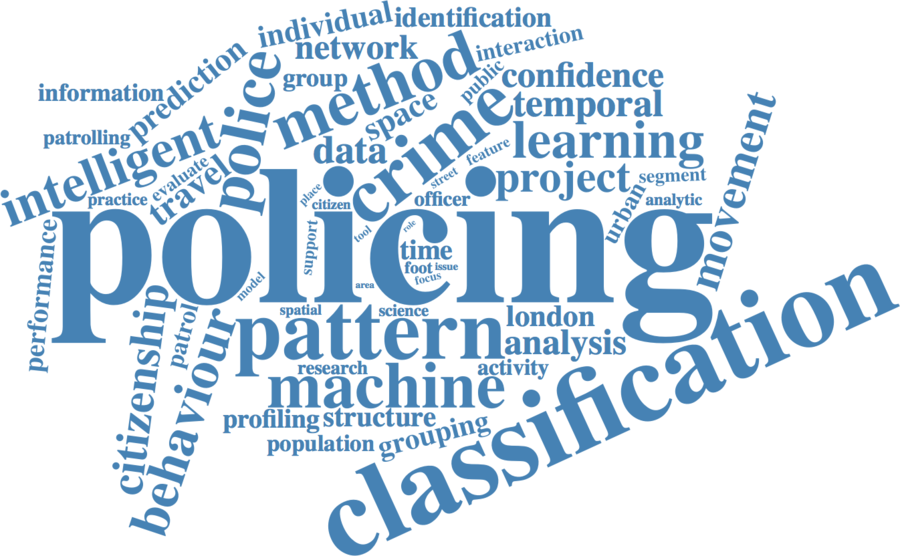 individual
identification
network
interaction
prediction
group
method
public
confidence
information
police
space
temporal
patrolling
intelligent
data
crime
learning
movement
evaluate
feature
travel
street
project
segment
practice
place
citizen
officer
urban
analytic
policing
performance
support
tool
role
time
foot
issue
focus
model
area
citizenship
patrol
behaviour
spatial
science
pattern
london
analysis
research
activity
machine
classification
profiling
structure
population
grouping